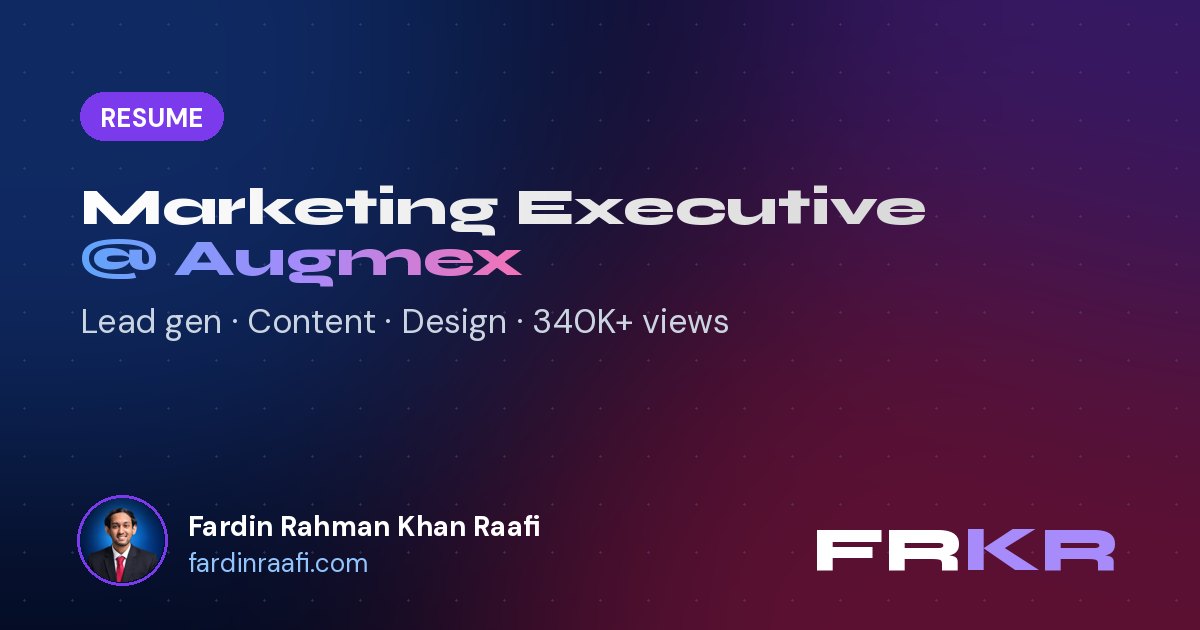 RESUME
Marketing Executive
@ Augmex
Lead gen · Content · Design · 340K+ views
Fardin Rahman Khan Raafi
fardinraafi.com
FRKR